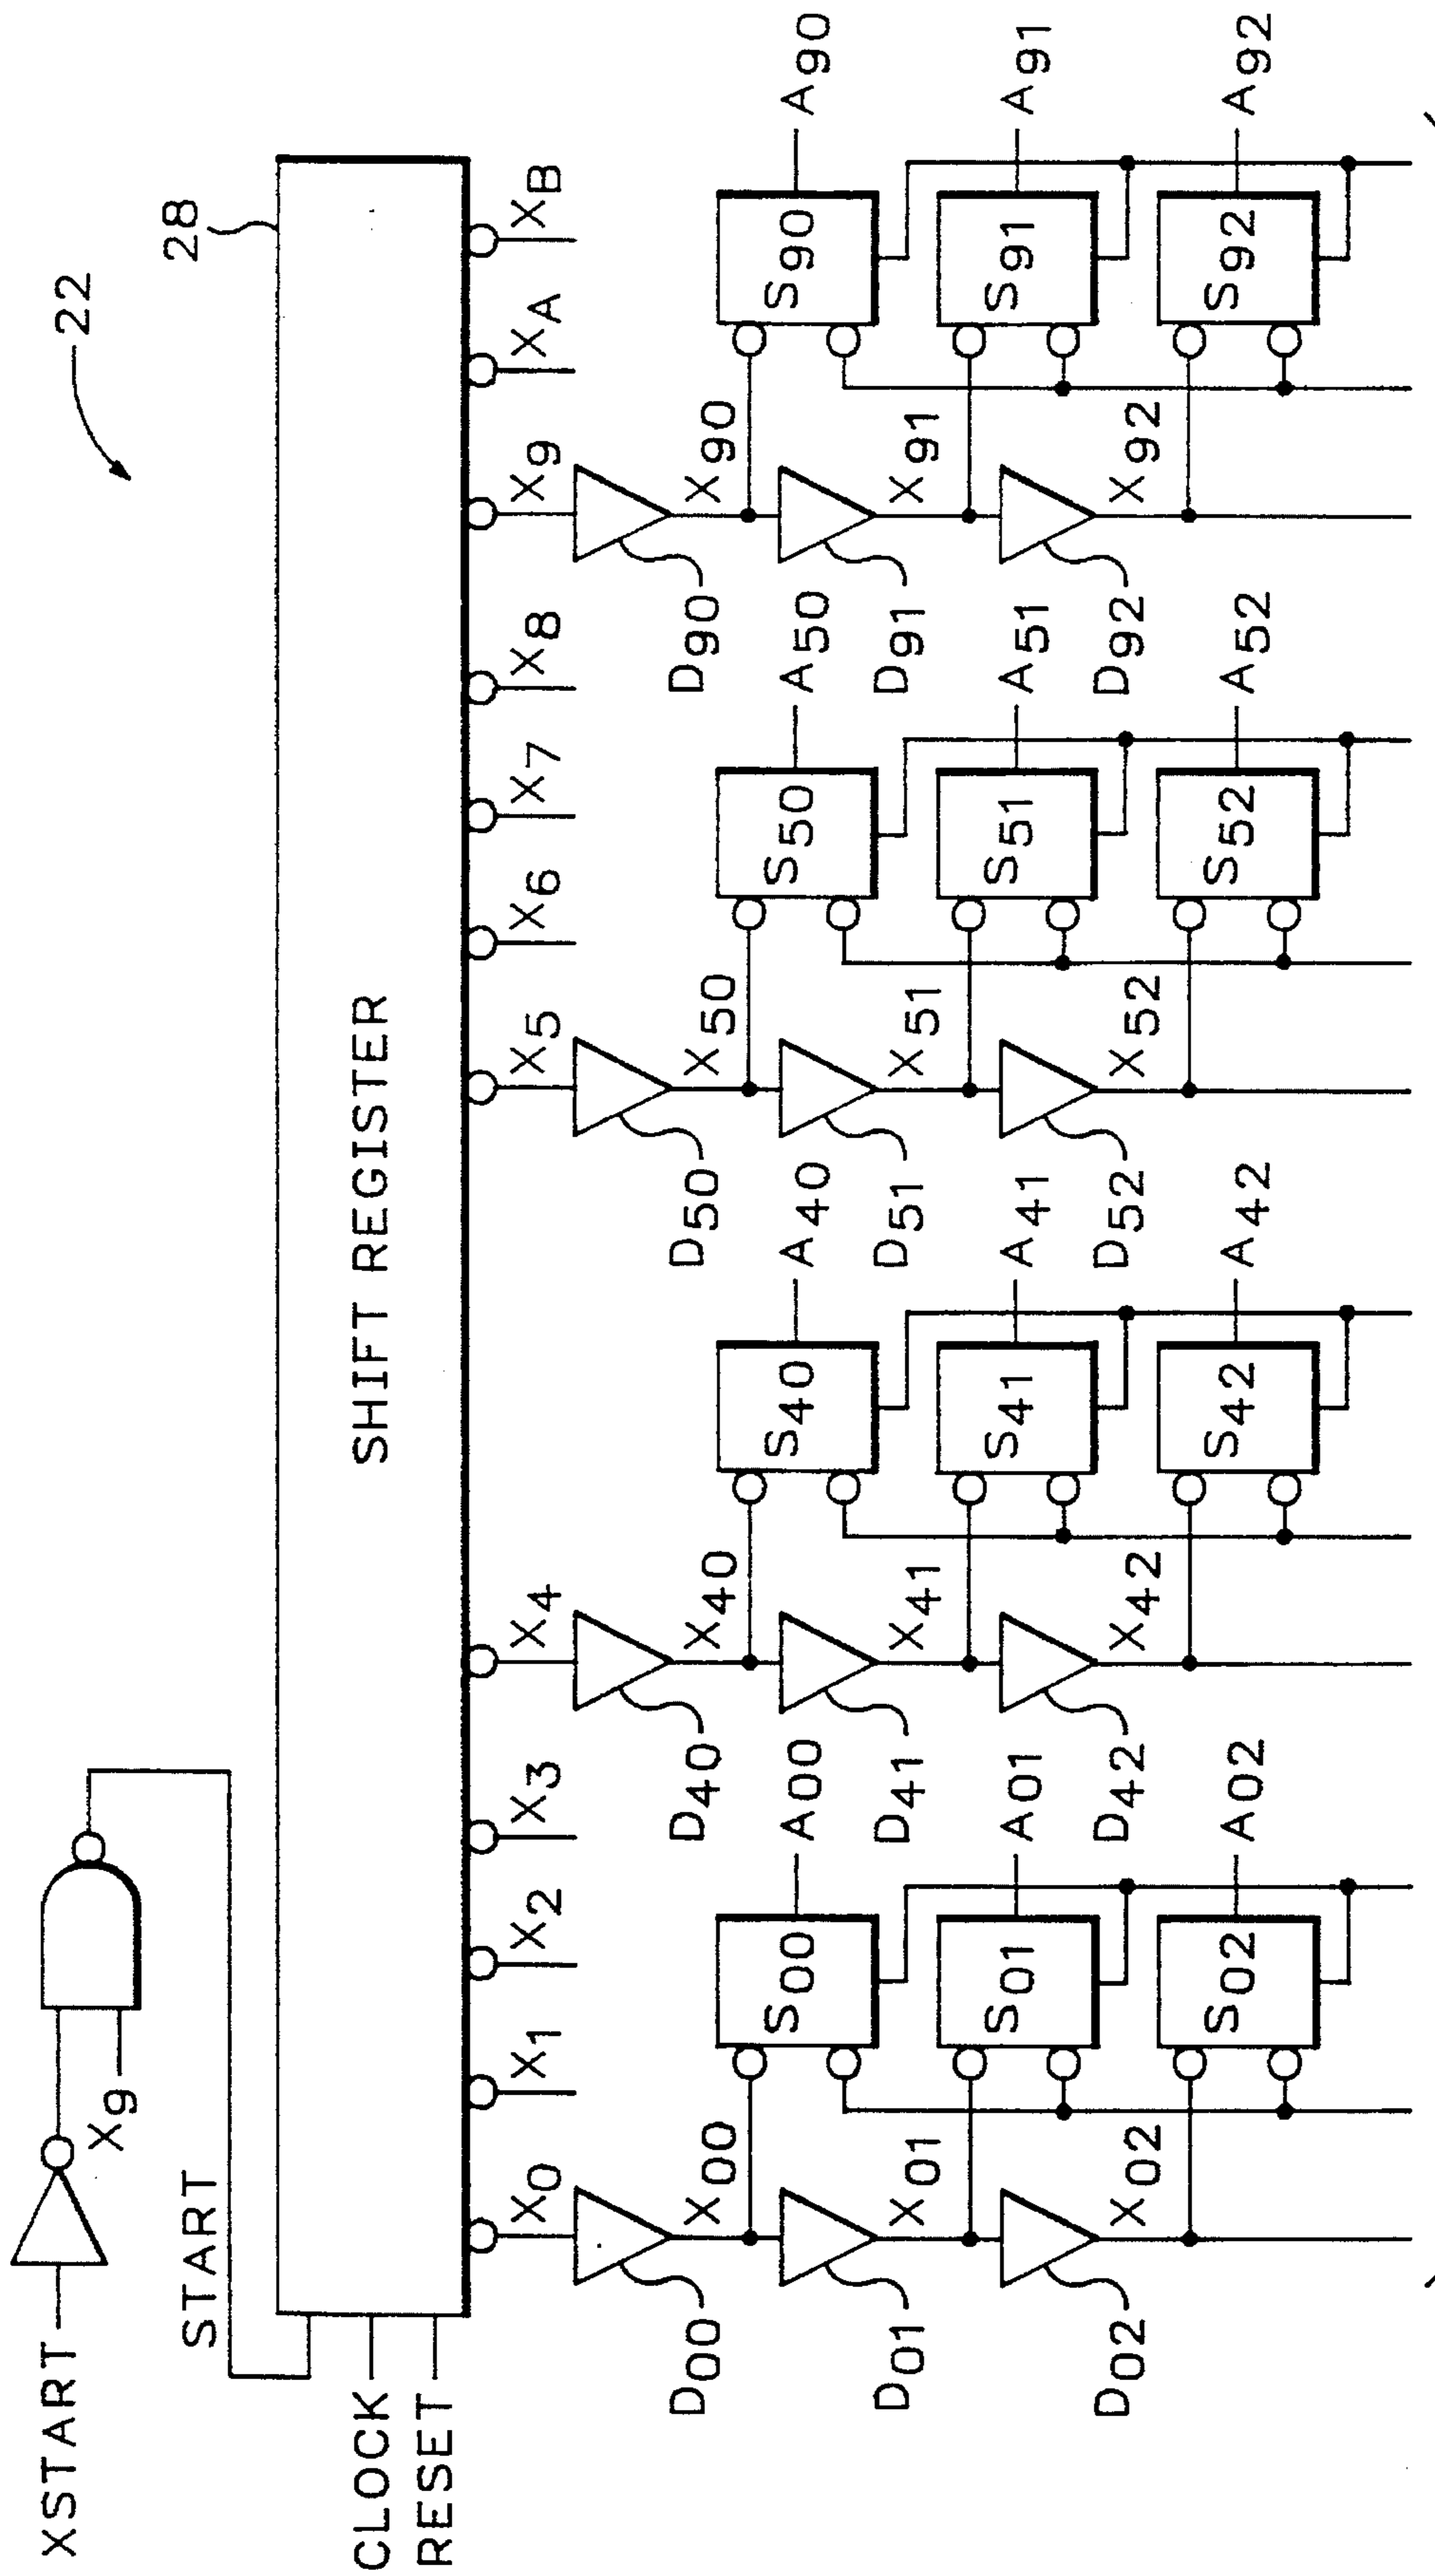 XSTART 22
X9
START 28
CLOCK SHIFT REGISTER
RESET
X0 X1 X2 X3 X4 X5 X6 X7 X8 X9 XA XB
D00 X00 D40 X40 D50 X50 D90 X90
S00 A00 S40 A40 S50 A50 S90 A90
D01 X01 D41 X41 D51 X51 D91 X91
S01 A01 S41 A41 S51 A51 S91 A91
D02 X02 D42 X42 D52 X52 D92 X92
S02 A02 S42 A42 S52 A52 S92 A92